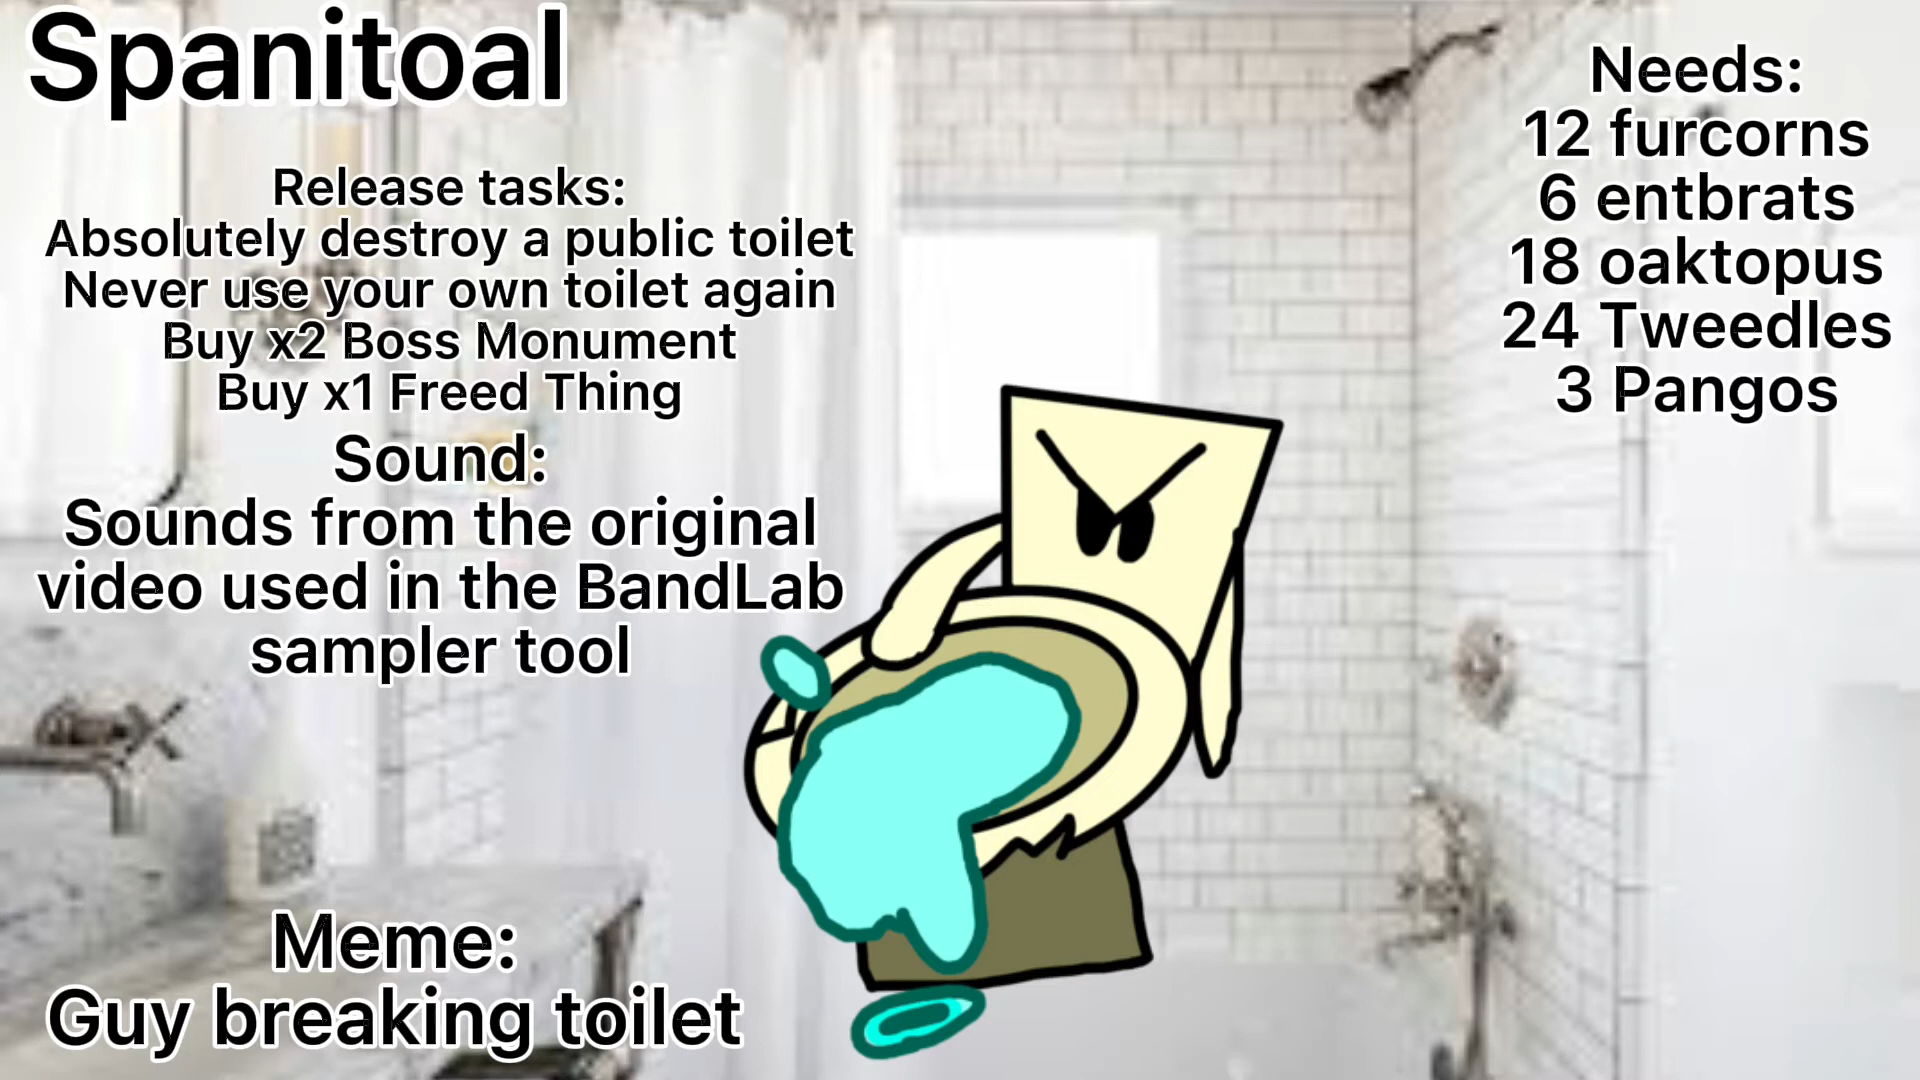 Spanitoal
Release tasks:
Absolutely destroy a public toilet
Never use your own toilet again
Buy x2 Boss Monument
Buy x1 Freed Thing
Sound:
Sounds from the original
video used in the BandLab
sampler tool
Meme:
Guy breaking toilet
Needs:
12 furcorns
6 entbrats
18 oaktopus
24 Tweedles
3 Pangos